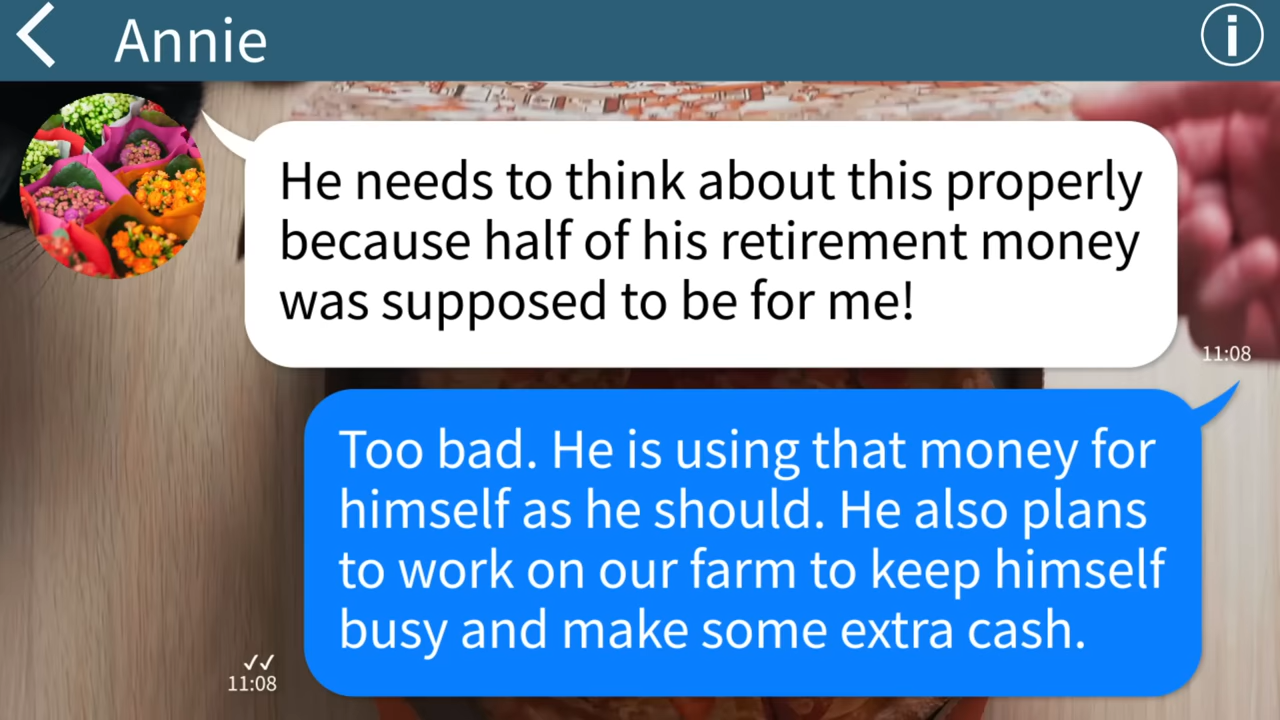 Annie
He needs to think about this properly
because half of his retirement money
was supposed to be for me!
11:08
Too bad. He is using that money for
himself as he should. He also plans
to work on our farm to keep himself
busy and make some extra cash.
11:08